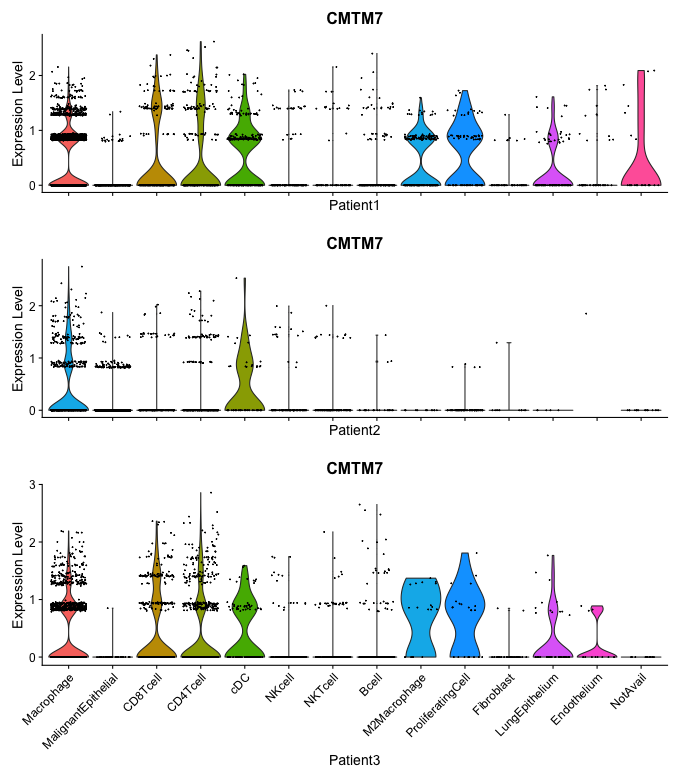 CMTM7
Expression Level
2
1
0
Patient1
CMTM7
Expression Level
2
1
0
Patient2
CMTM7
Expression Level
3
2
1
0
Macrophage
MalignantEpithelial
CD8Tcell
CD4Tcell
cDC
NKcell
NKTcell
Bcell
M2Macrophage
ProliferatingCell
Fibroblast
LungEpithelium
Endothelium
NotAvail
Patient3